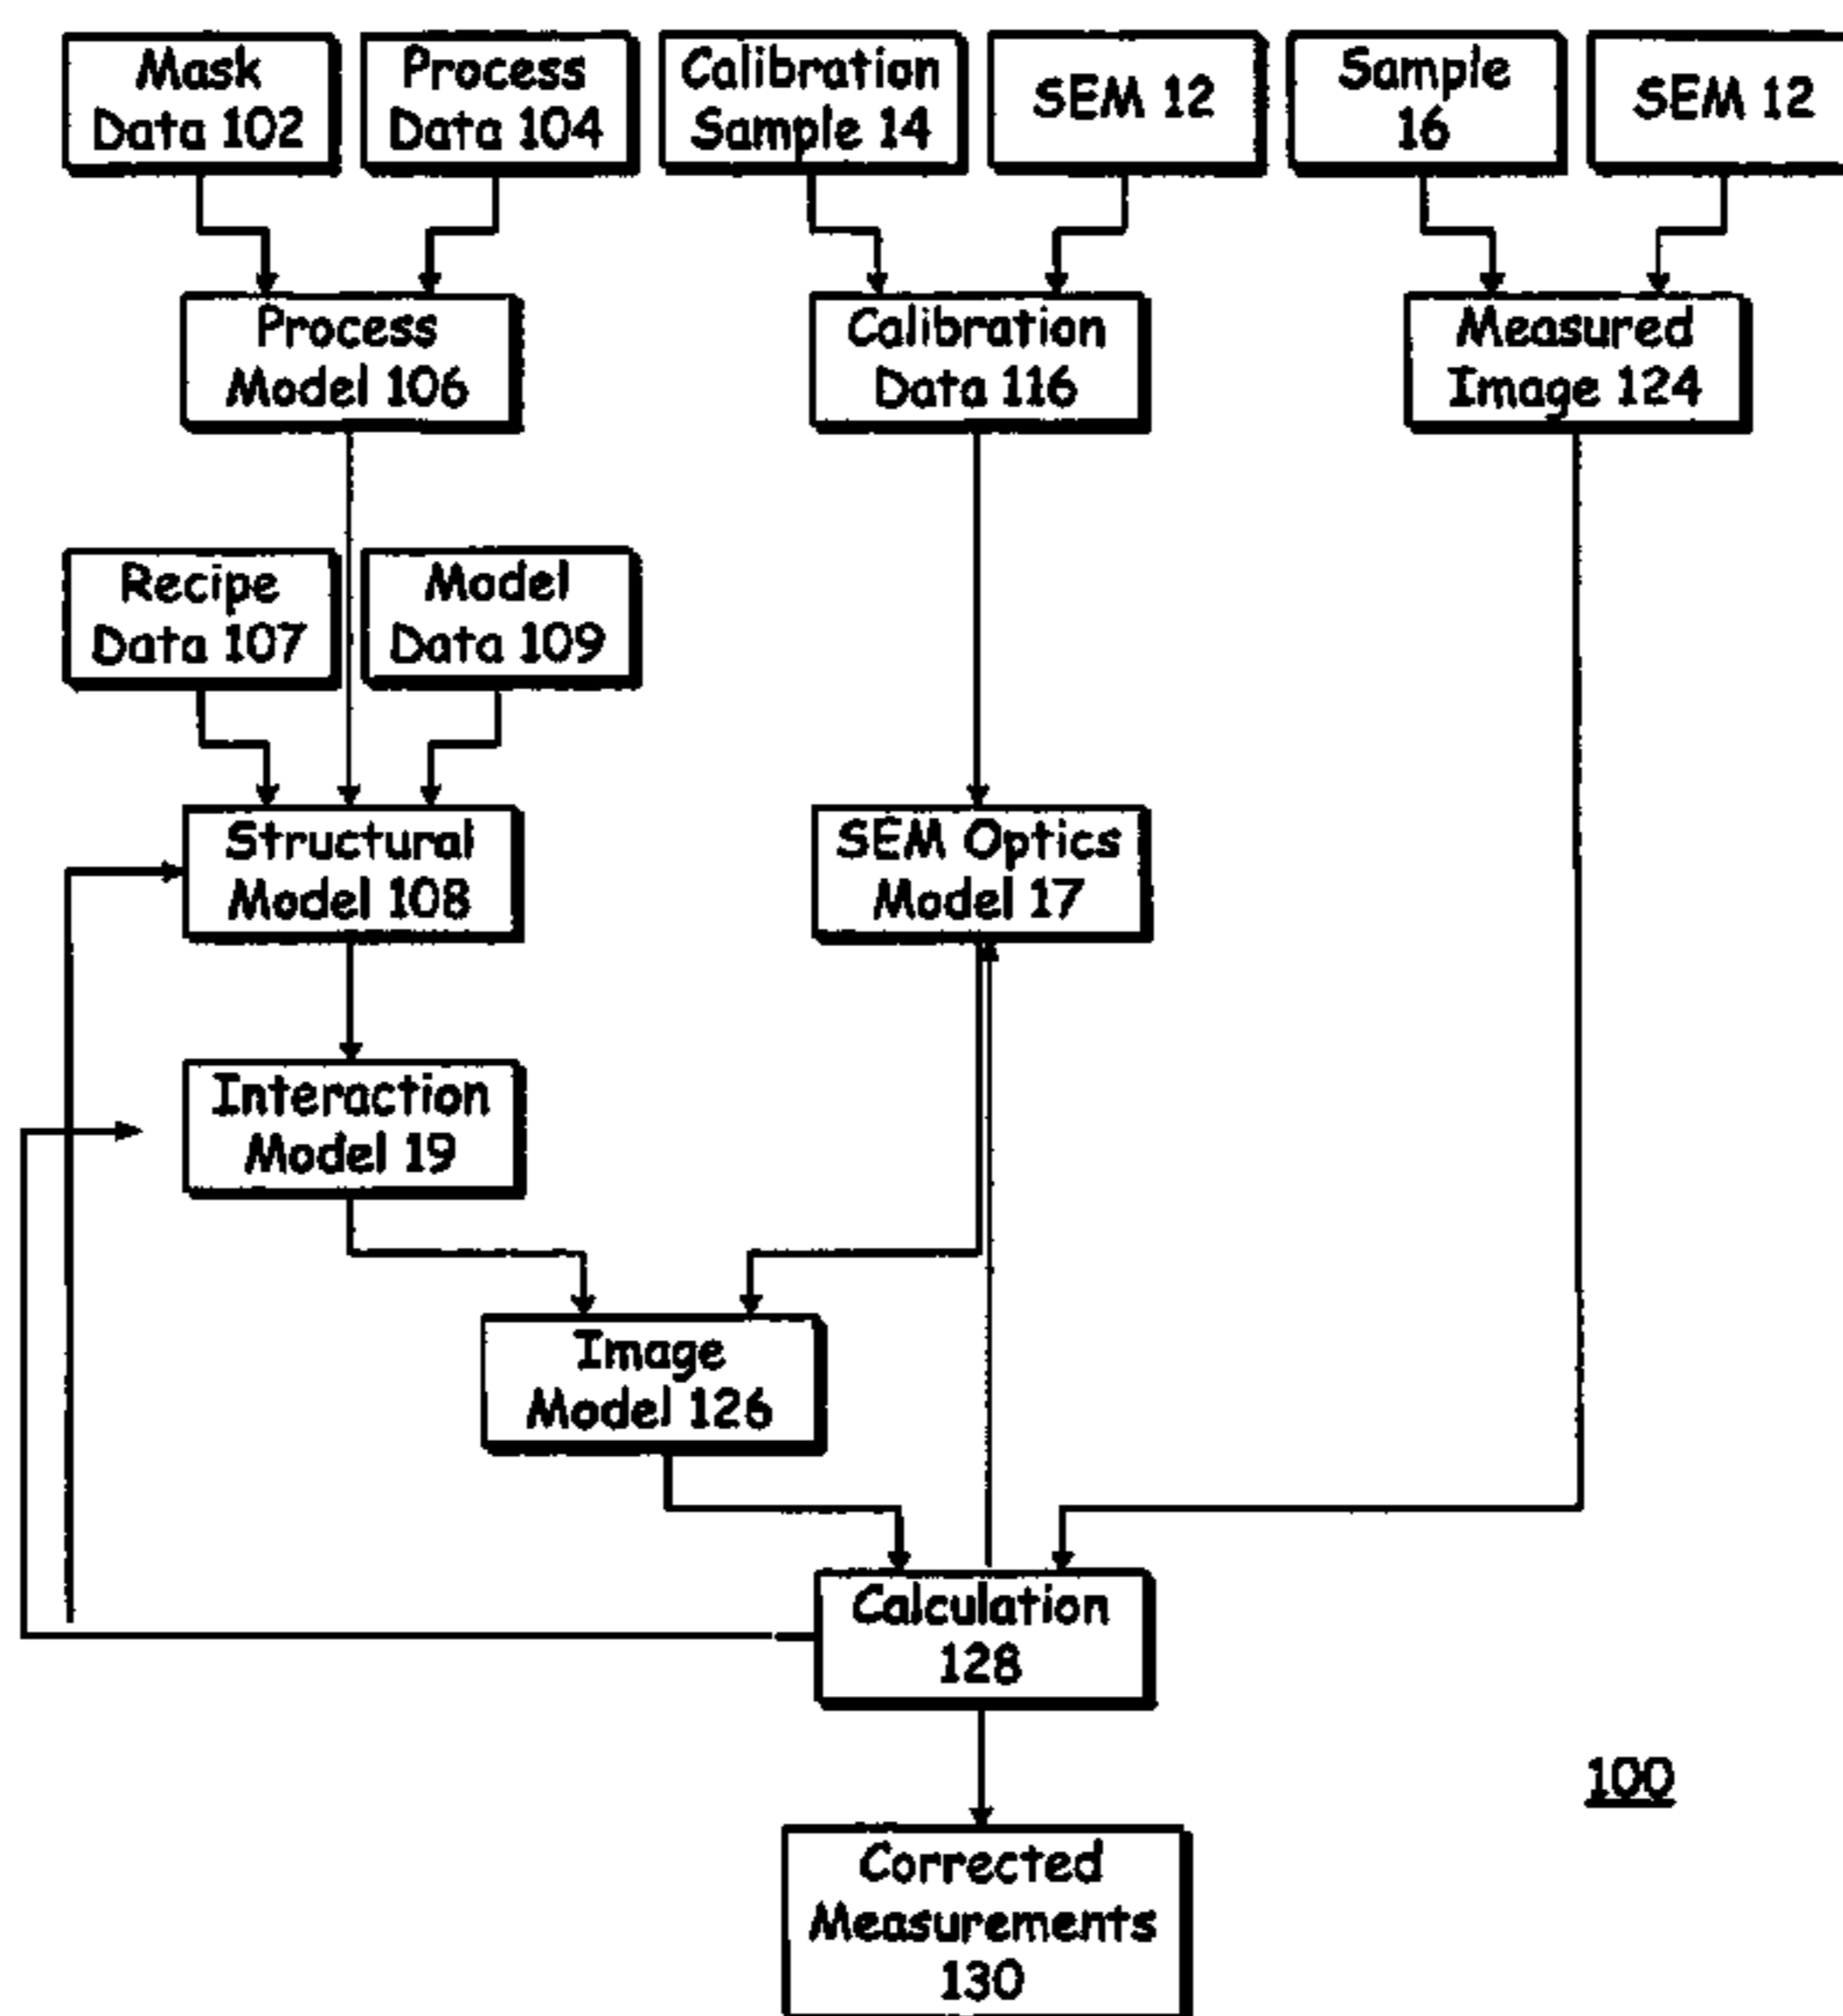 Mask
Data 102
Process
Data 104
Calibration
Sample 14
SEM 12
Sample
16
SEM 12
Process
Model 106
Calibration
Data 116
Measured
Image 124
Recipe
Data 107
Model
Data 109
Structural
Model 108
SEM Optics
Model 17
Interaction
Model 19
Image
Model 126
Calculation
128
100
Corrected
Measurements
130